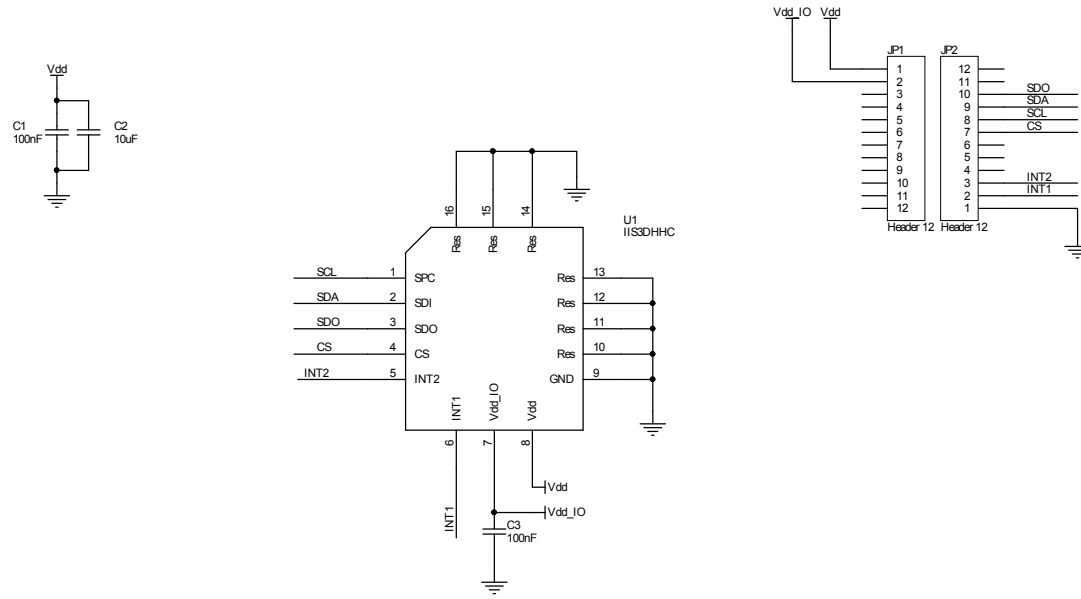 Vdd_IO Vdd
JP1 JP2
1 12
2 11
3 10 SDO
4 9 SDA
5 8 SCL
6 7 CS
7 6
8 5
9 4
10 3 INT2
11 2 INT1
12 1
Header 12 Header 12
Vdd
C1 C2
100nF 10uF
16 15 14
Res Res Res
U1
IIS3DHHC
SCL 1 SPC Res 13
SDA 2 SDI Res 12
SDO 3 SDO Res 11
CS 4 CS Res 10
INT2 5 INT2 GND 9
INT1 Vdd_IO Vdd
6 7 8
Vdd
INT1 Vdd_IO
C3
100nF